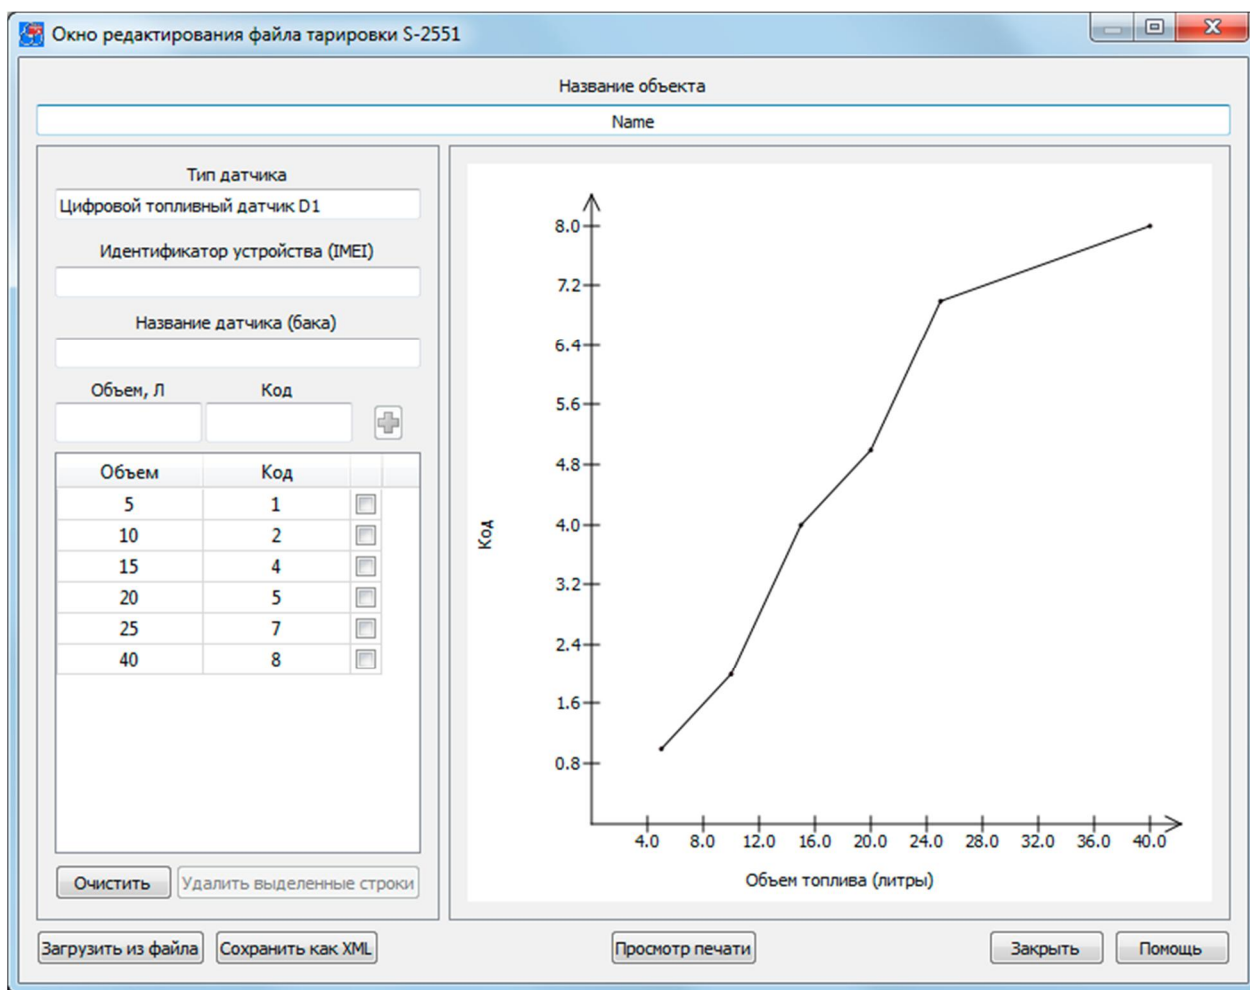 Окно редактирования файла тарировки S-2551
Название объекта
Name
Тип датчика
Цифровой топливный датчик D1
Идентификатор устройства (IMEI)
Название датчика (бака)
Объем, Л Код
Объем Код
5 1
10 2
15 4
20 5
25 7
40 8
Очистить Удалить выделенные строки
8.0
7.2
6.4
5.6
4.8
4.0
3.2
2.4
1.6
0.8
Код
4.0 8.0 12.0 16.0 20.0 24.0 28.0 32.0 36.0 40.0
Объем топлива (литры)
Загрузить из файла Сохранить как XML Просмотр печати Закрыть Помощь